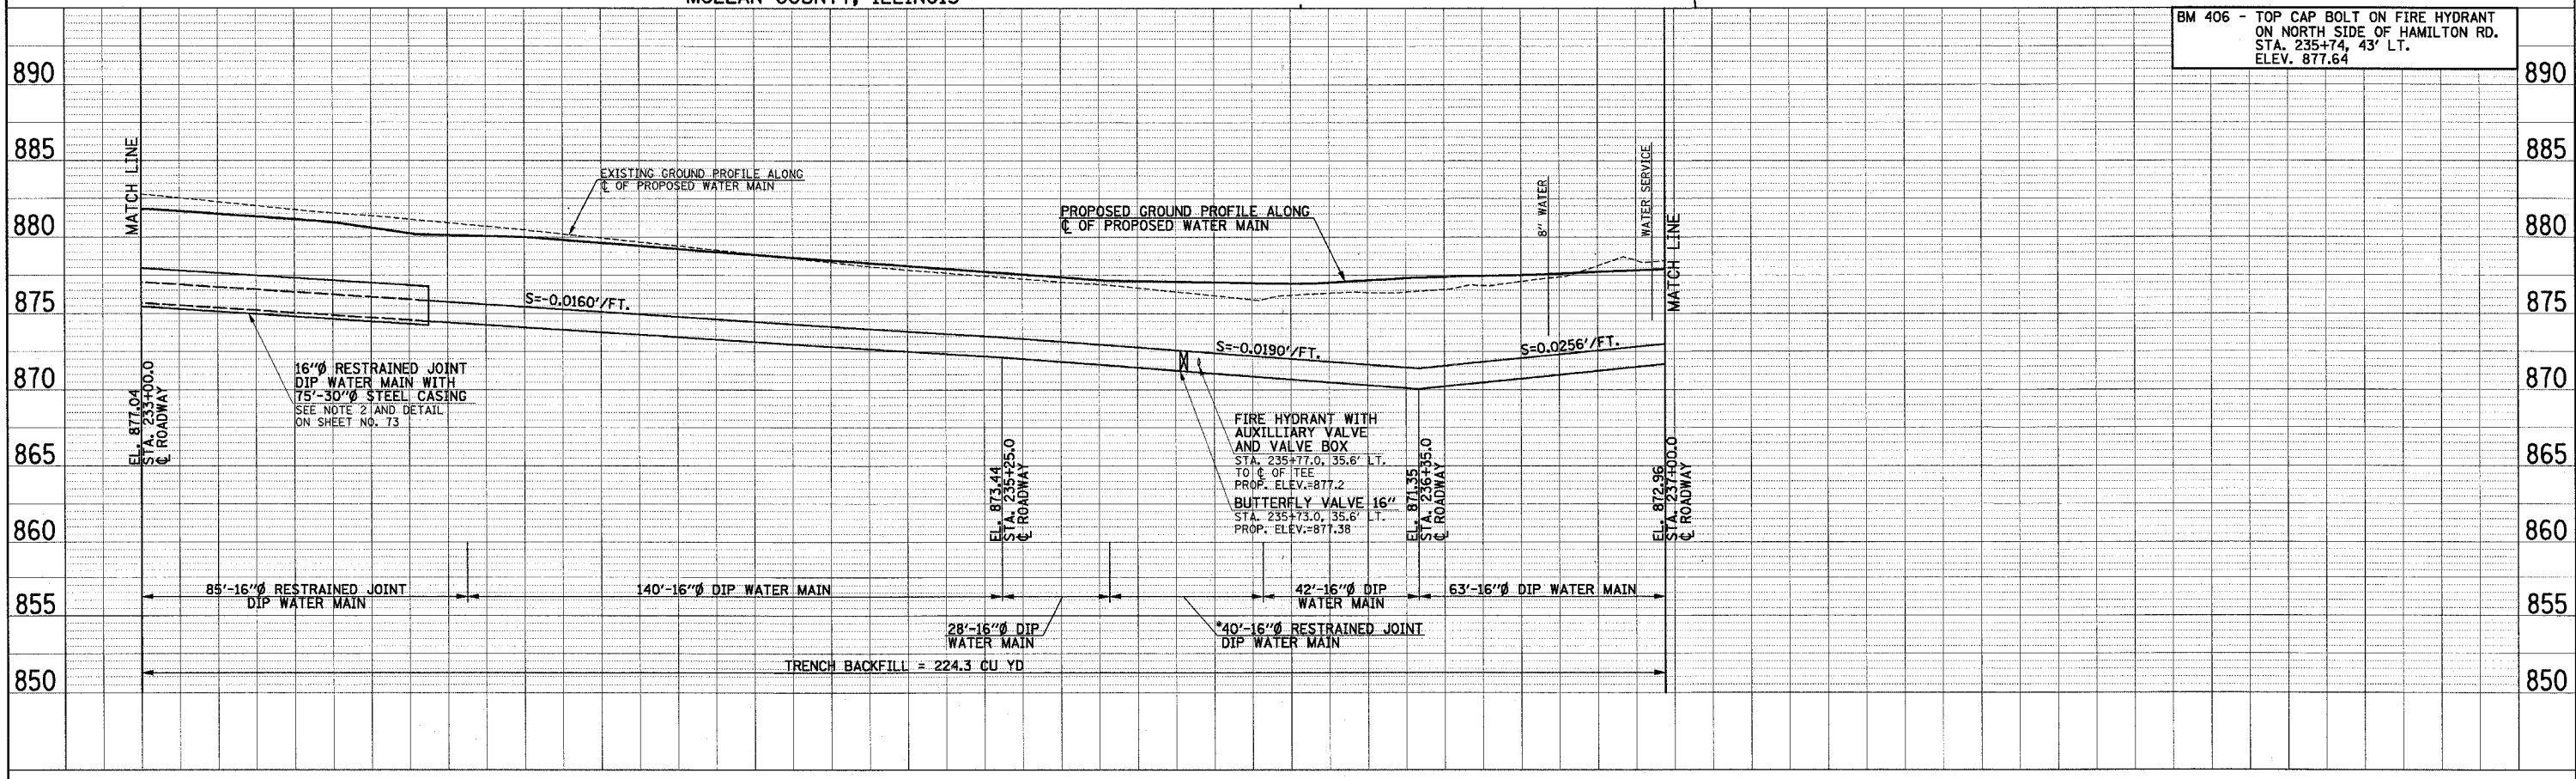 McLEAN COUNTY, ILLINOIS
BM 406 - TOP CAP BOLT ON FIRE HYDRANT
ON NORTH SIDE OF HAMILTON RD.
STA. 235+74, 43' LT.
ELEV. 877.64
890
890
885
885
880
880
875
875
870
870
865
865
860
860
855
855
850
850
MATCH LINE
EXISTING GROUND PROFILE ALONG
℄ OF PROPOSED WATER MAIN
PROPOSED GROUND PROFILE ALONG
℄ OF PROPOSED WATER MAIN
8" WATER
WATER SERVICE
MATCH LINE
S=-0.0160'/FT.
S=-0.0190'/FT.
S=0.0256'/FT.
16"Ø RESTRAINED JOINT
DIP WATER MAIN WITH
75'-30"Ø STEEL CASING
SEE NOTE 2 AND DETAIL
ON SHEET NO. 73
EL. 877.04
STA. 233+00.0
℄ ROADWAY
EL. 873.44
STA. 235+25.0
℄ ROADWAY
FIRE HYDRANT WITH
AUXILLIARY VALVE
AND VALVE BOX
STA. 235+77.0, 35.6' LT.
TO ℄ OF TEE
PROP. ELEV.=877.2
BUTTERFLY VALVE 16"
STA. 235+73.0, 35.6' LT.
PROP. ELEV.=877.38
EL. 871.35
STA. 236+35.0
℄ ROADWAY
EL. 872.96
STA. 237+00.0
℄ ROADWAY
85'-16"Ø RESTRAINED JOINT
DIP WATER MAIN
140'-16"Ø DIP WATER MAIN
28'-16"Ø DIP
WATER MAIN
*40'-16"Ø RESTRAINED JOINT
DIP WATER MAIN
42'-16"Ø DIP
WATER MAIN
63'-16"Ø DIP WATER MAIN
TRENCH BACKFILL = 224.3 CU YD